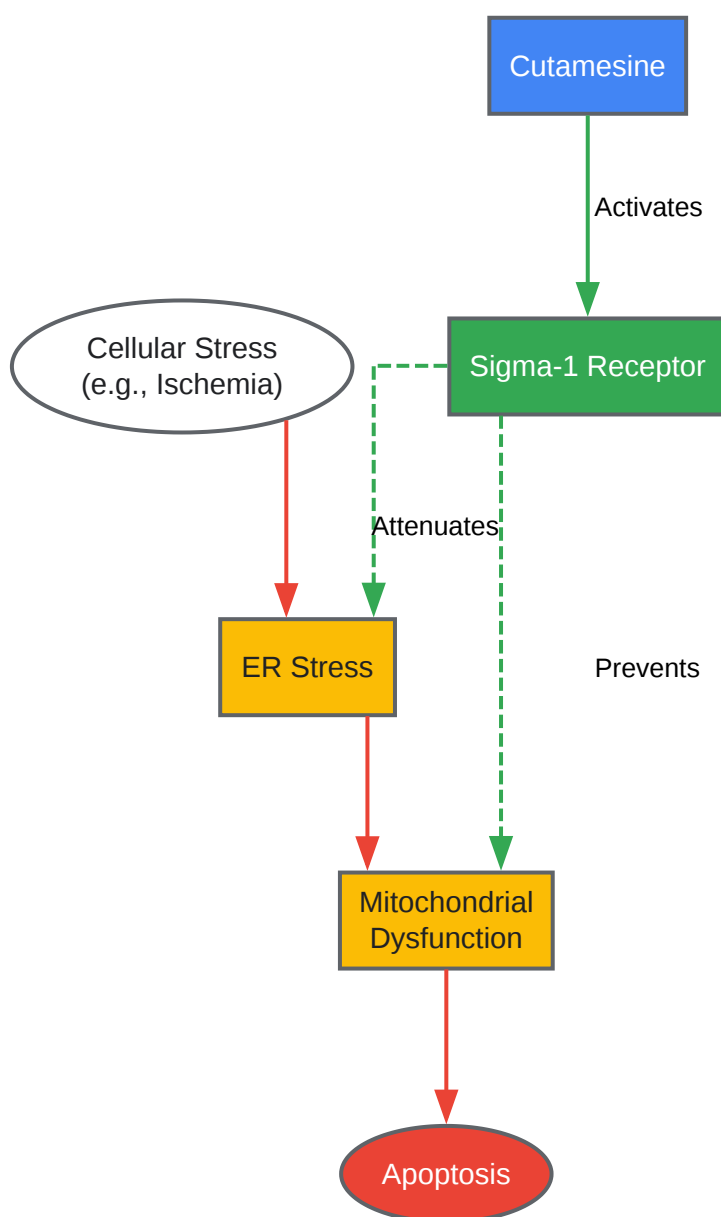 Cutamesine
Activates
Cellular Stress
(e.g., Ischemia)
Sigma-1 Receptor
Attenuates
ER Stress
Prevents
Mitochondrial
Dysfunction
Apoptosis